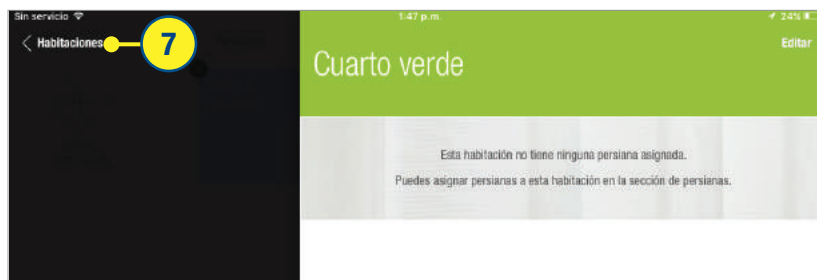 Sin servicio
1:47 p.m.
24%
Habitaciones
7
Editar
Cuarto verde
Esta habitación no tiene ninguna persiana asignada.
Puedes asignar persianas a esta habitación en la sección de persianas.